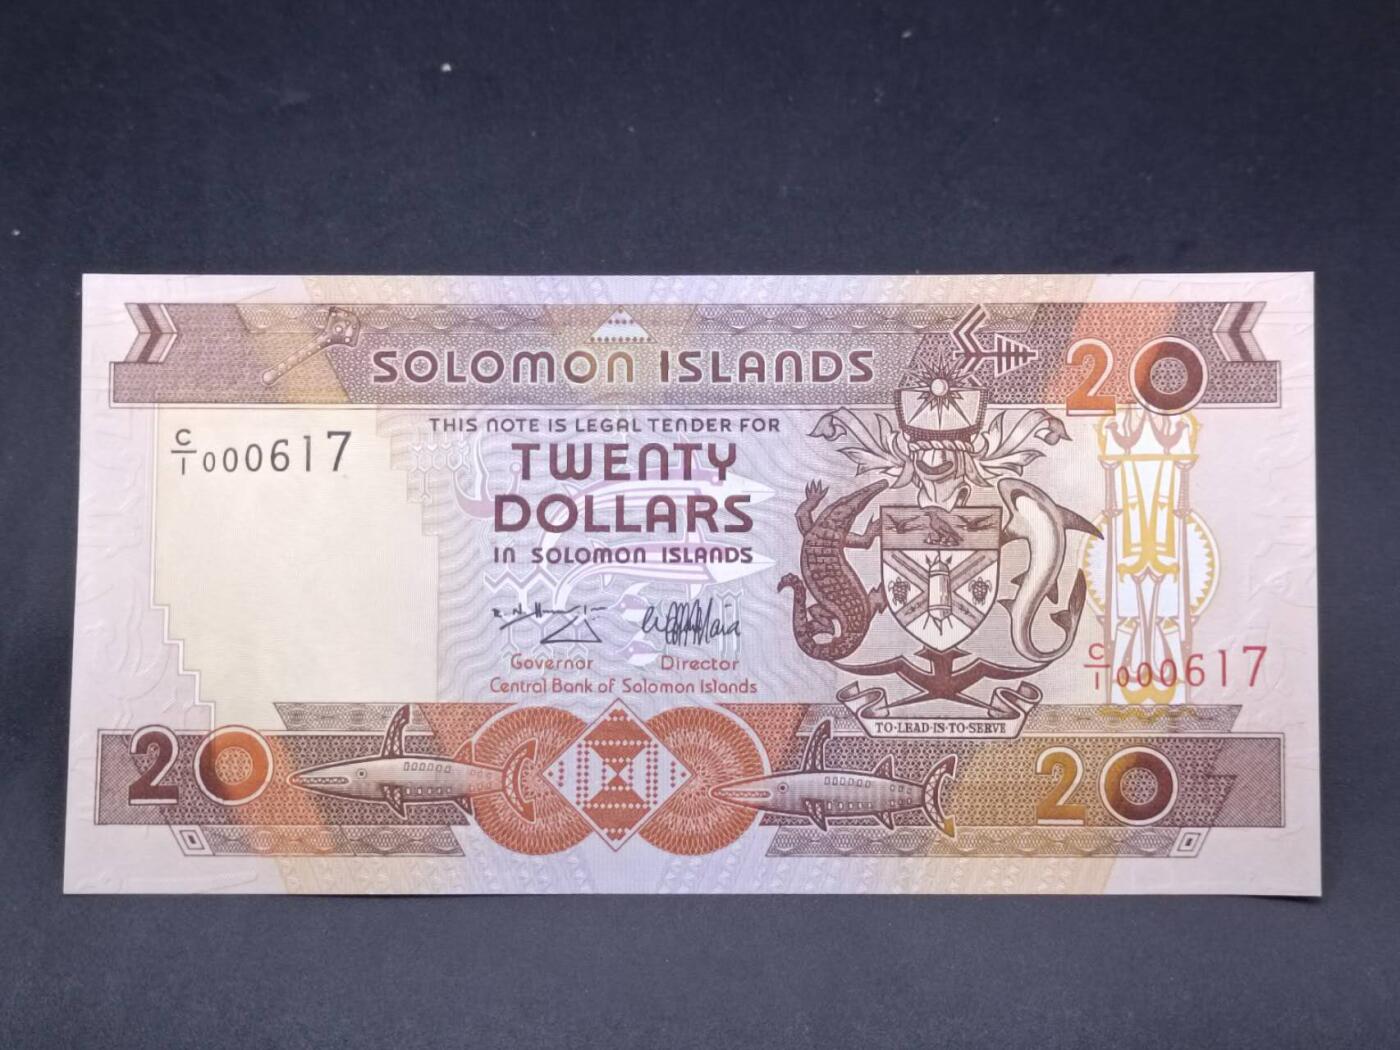 SOLOMON ISLANDS
20
C/1 000617
THIS NOTE IS LEGAL TENDER FOR
TWENTY
DOLLARS
IN SOLOMON ISLANDS
Governor Director
Central Bank of Solomon Islands
C/1 000617
TO·LEAD·IS·TO·SERVE
20
20